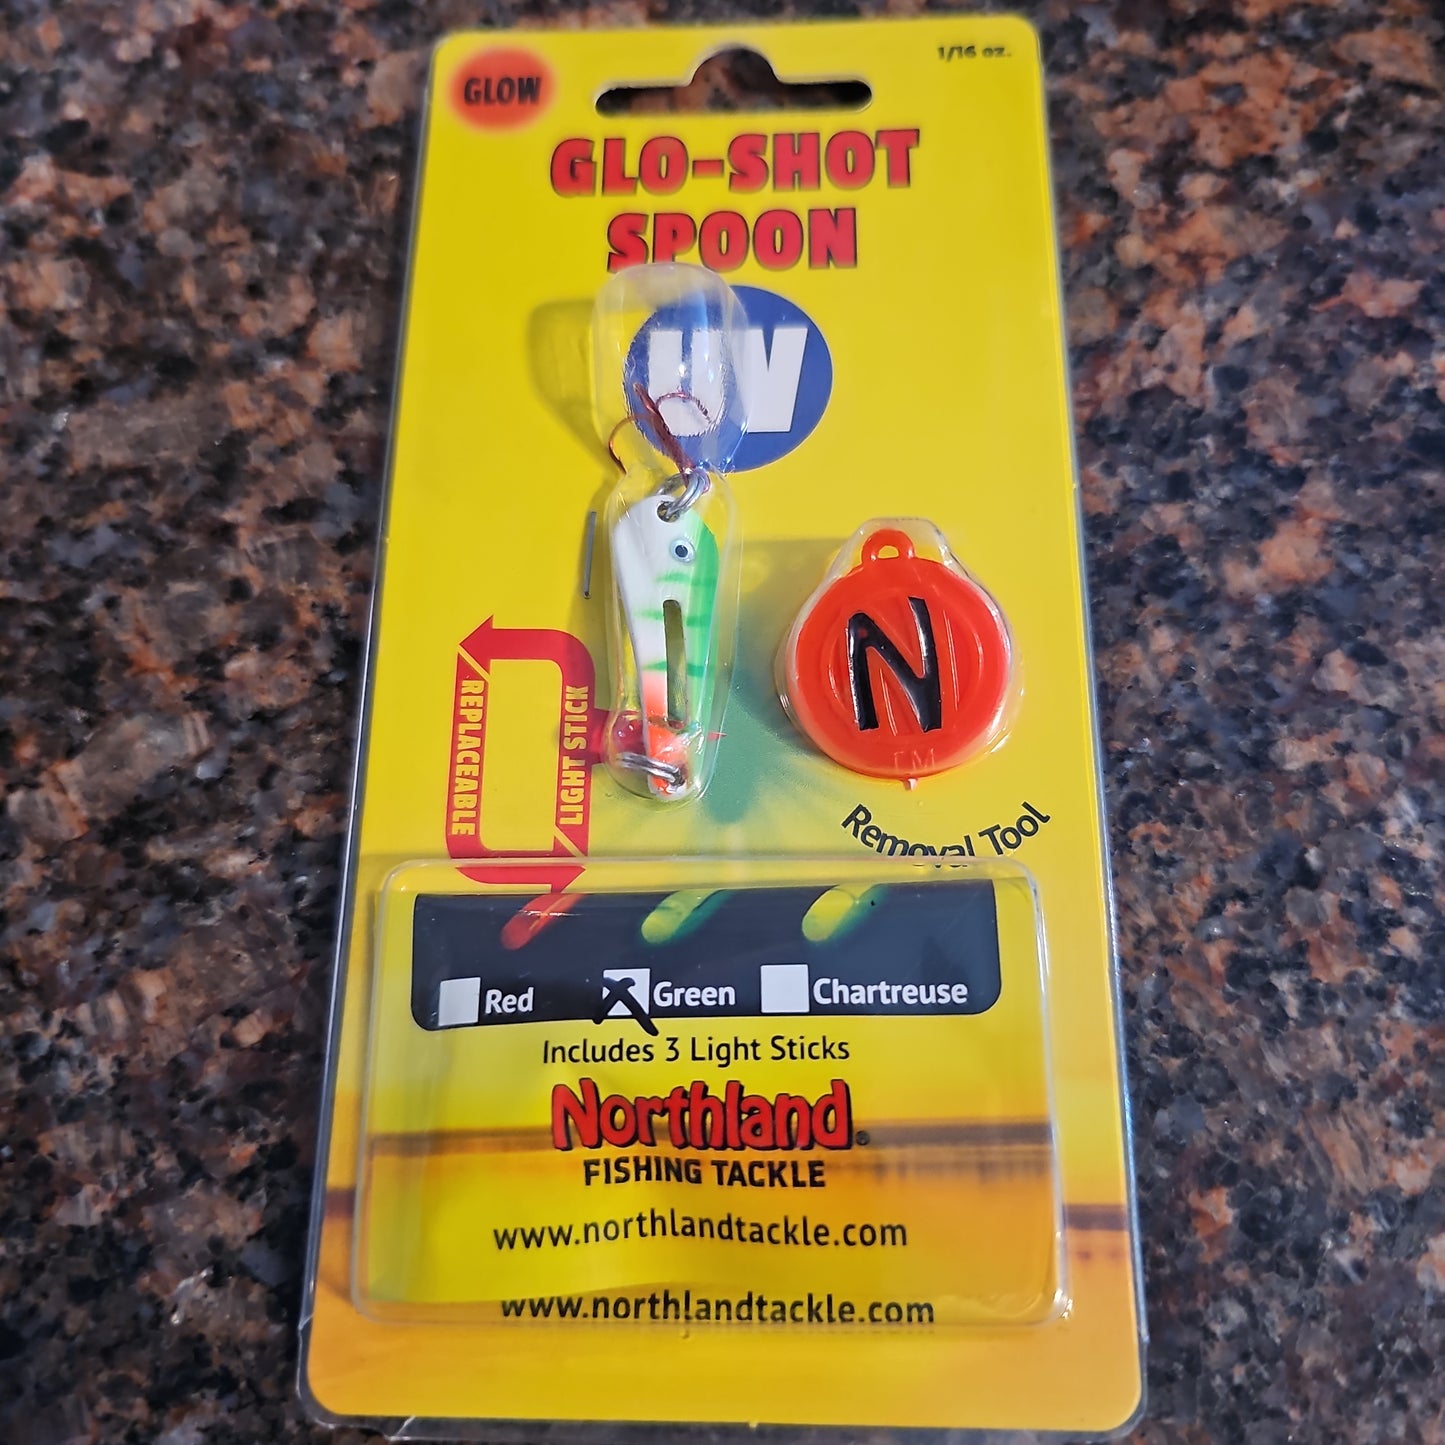 GLOW
1/16 oz.
GLO-SHOT
SPOON
UV
REPLACEABLE
LIGHT STICK
N
TM
Removal Tool
Red
Green
Chartreuse
Includes 3 Light Sticks
Northland®
FISHING TACKLE
www.northlandtackle.com
www.northlandtackle.com